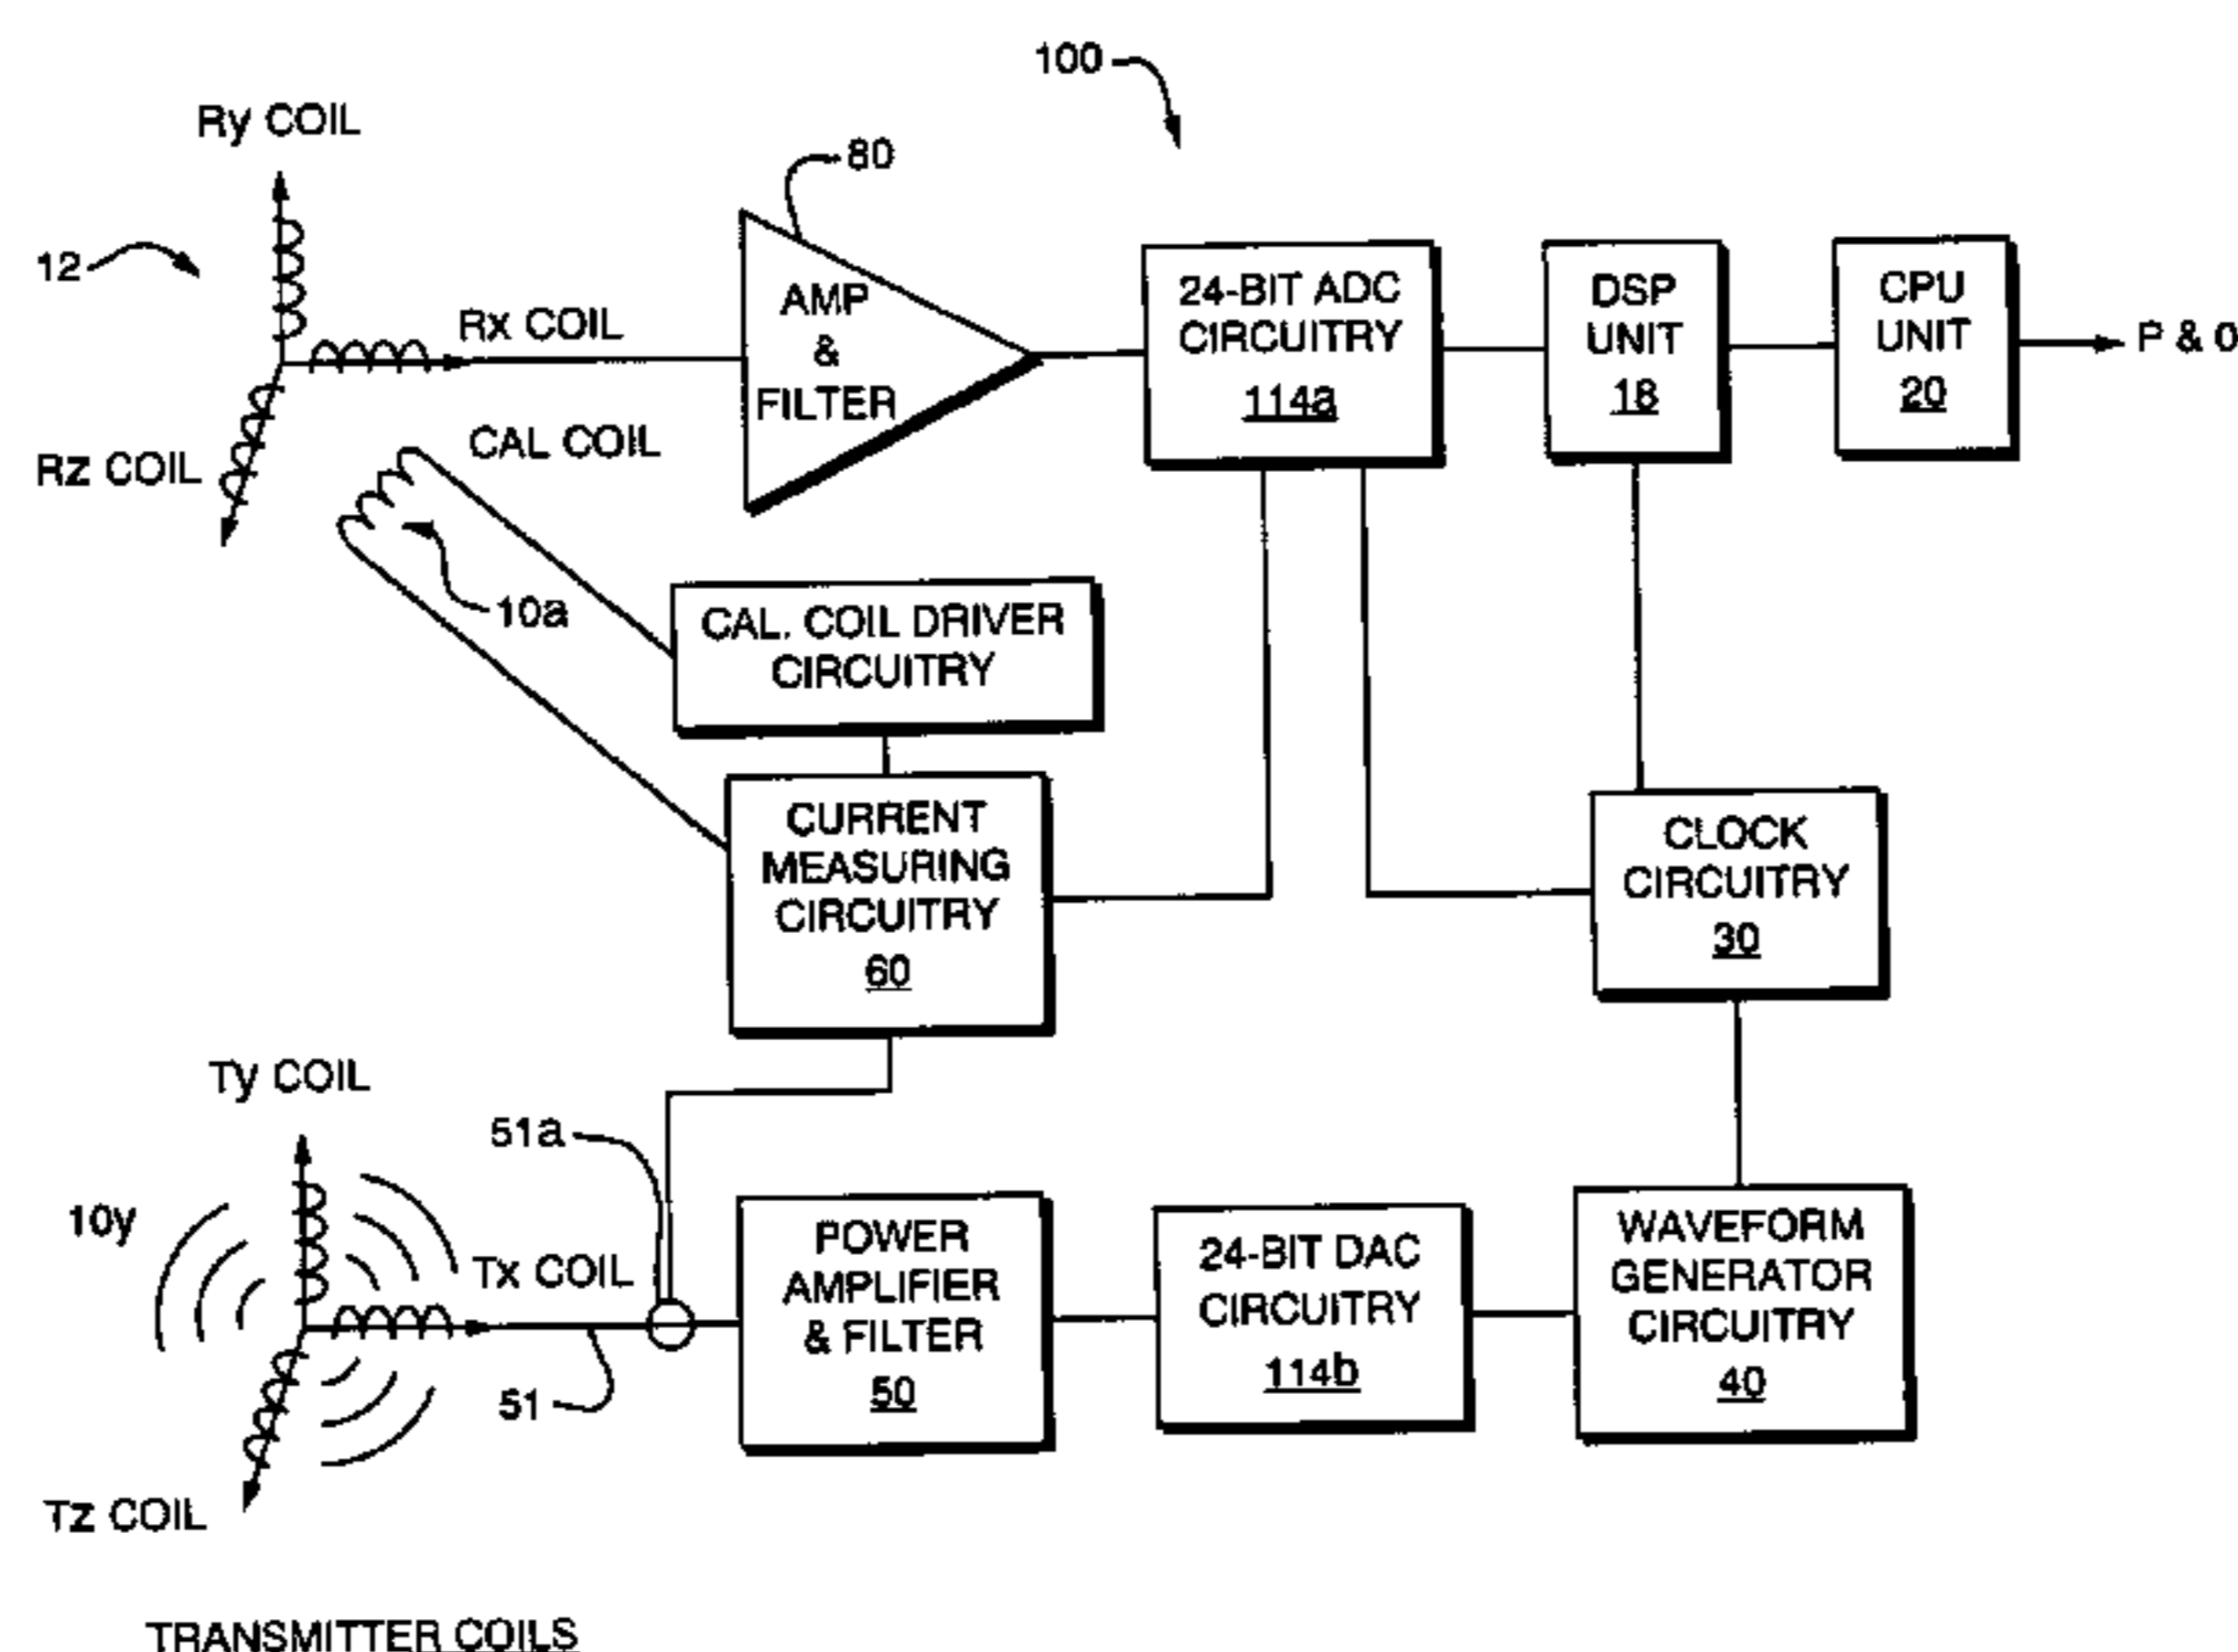 100
Ry COIL
80
12
Rx COIL
AMP
&
FILTER
24-BIT ADC
CIRCUITRY
114a
DSP
UNIT
18
CPU
UNIT
20
P & O
Rz COIL
CAL COIL
10a
CAL. COIL DRIVER
CIRCUITRY
CURRENT
MEASURING
CIRCUITRY
60
CLOCK
CIRCUITRY
30
Ty COIL
51a
10y
Tx COIL
POWER
AMPLIFIER
& FILTER
50
24-BIT DAC
CIRCUITRY
114b
WAVEFORM
GENERATOR
CIRCUITRY
40
51
Tz COIL
TRANSMITTER COILS